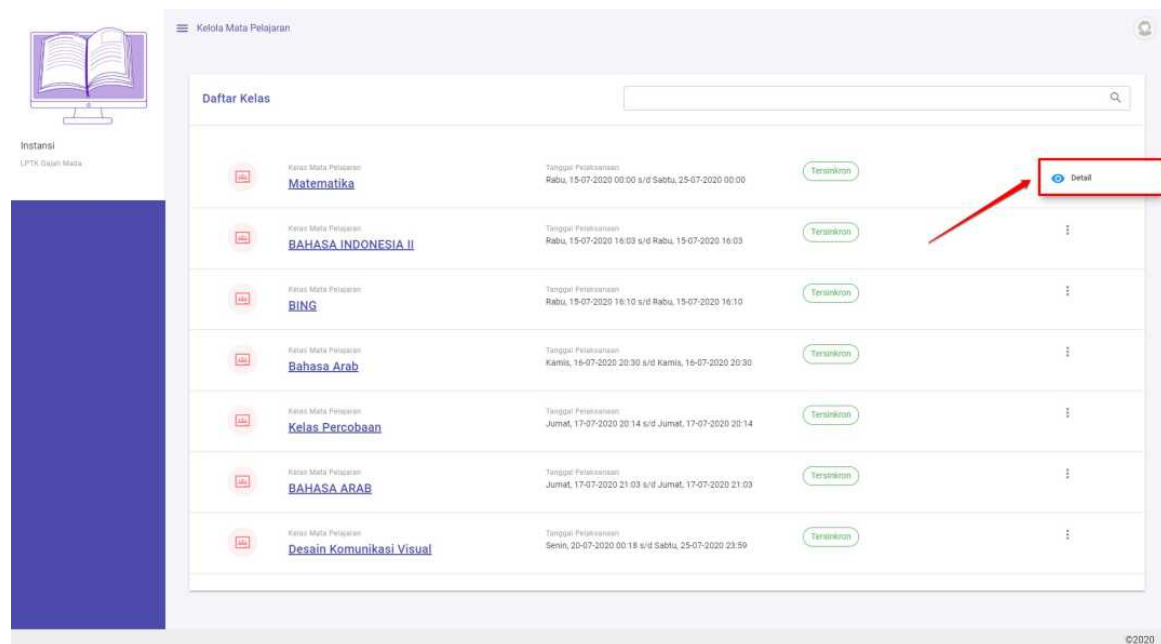 Kelola Mata Pelajaran
Instansi
LPTK Gajah Mada
Daftar Kelas
Kelas Mata Pelajaran
Matematika
Tanggal Pelaksanaan
Rabu, 15-07-2020 00:00 s/d Sabtu, 25-07-2020 00:00
Tersinkron
Detail
Kelas Mata Pelajaran
BAHASA INDONESIA II
Tanggal Pelaksanaan
Rabu, 15-07-2020 16:03 s/d Rabu, 15-07-2020 16:03
Tersinkron
Kelas Mata Pelajaran
BING
Tanggal Pelaksanaan
Rabu, 15-07-2020 16:10 s/d Rabu, 15-07-2020 16:10
Tersinkron
Kelas Mata Pelajaran
Bahasa Arab
Tanggal Pelaksanaan
Kamis, 16-07-2020 20:30 s/d Kamis, 16-07-2020 20:30
Tersinkron
Kelas Mata Pelajaran
Kelas Percobaan
Tanggal Pelaksanaan
Jumat, 17-07-2020 20:14 s/d Jumat, 17-07-2020 20:14
Tersinkron
Kelas Mata Pelajaran
BAHASA ARAB
Tanggal Pelaksanaan
Jumat, 17-07-2020 21:03 s/d Jumat, 17-07-2020 21:03
Tersinkron
Kelas Mata Pelajaran
Desain Komunikasi Visual
Tanggal Pelaksanaan
Senin, 20-07-2020 00:18 s/d Sabtu, 25-07-2020 23:59
Tersinkron
©2020